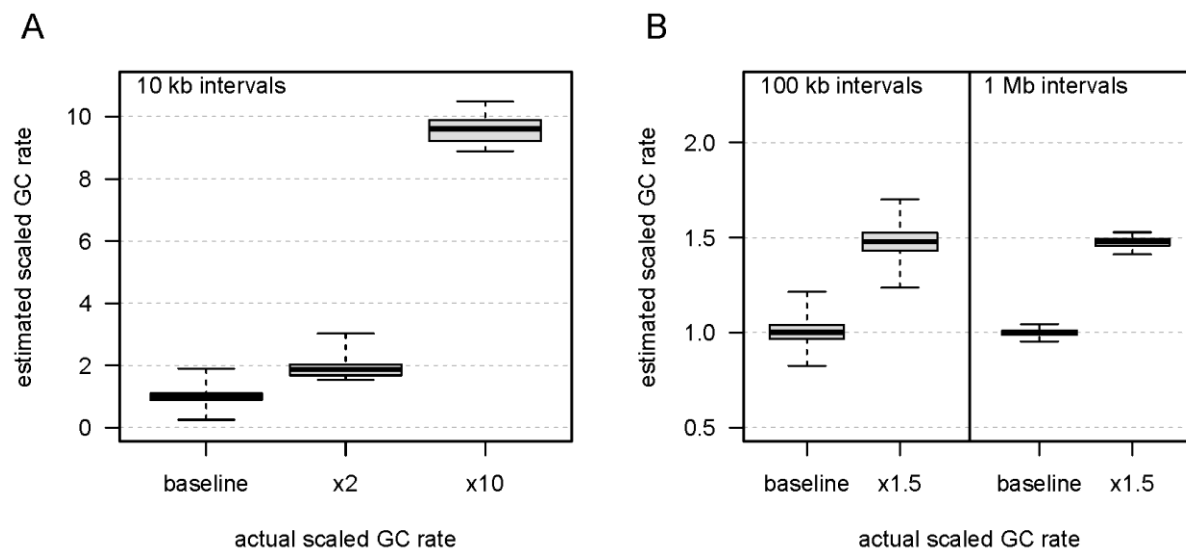 A
B
10 kb intervals
10
8
6
4
2
0
estimated scaled GC rate
baseline
x2
x10
actual scaled GC rate
100 kb intervals
1 Mb intervals
2.0
1.5
1.0
0.5
estimated scaled GC rate
baseline
x1.5
baseline
x1.5
actual scaled GC rate